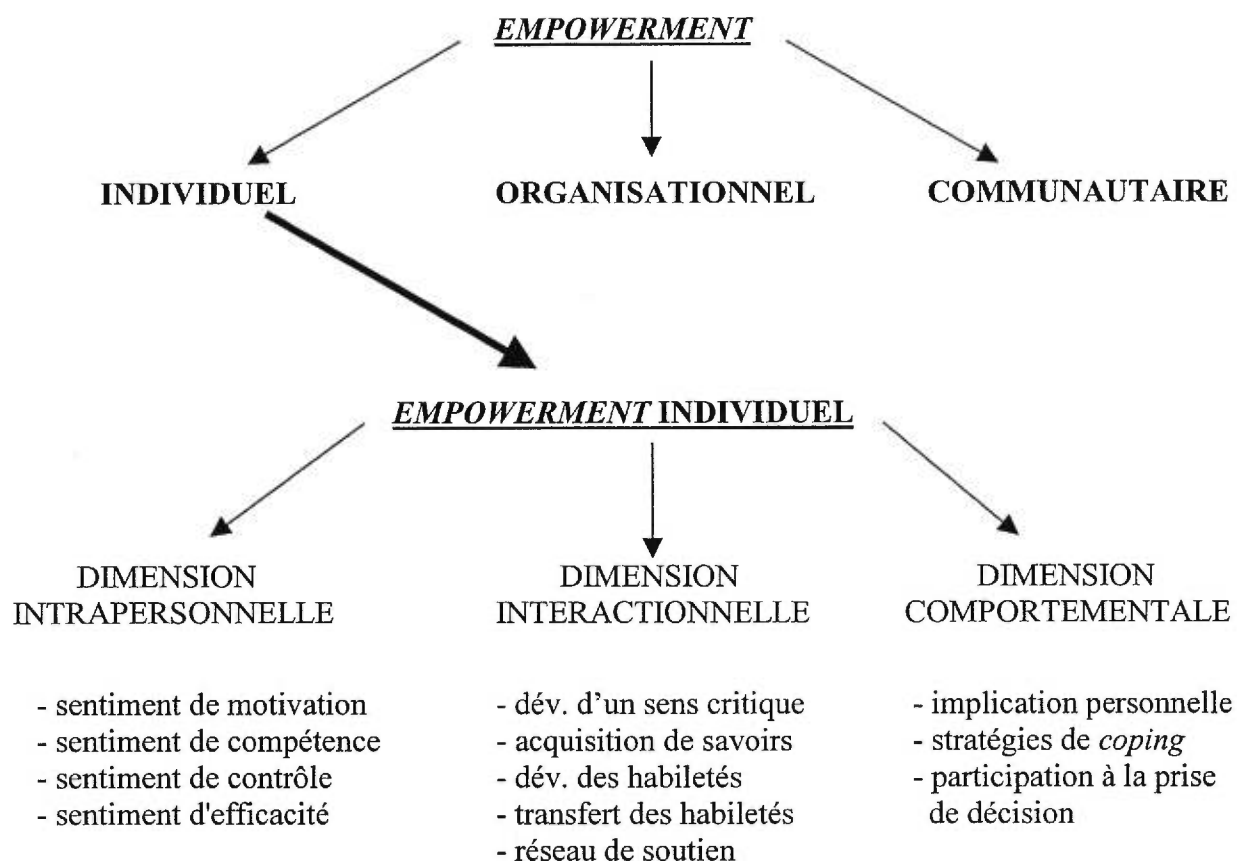 EMPOWERMENT
INDIVIDUEL
ORGANISATIONNEL
COMMUNAUTAIRE
EMPOWERMENT INDIVIDUEL
DIMENSION
INTRAPERSONNELLE
- sentiment de motivation
- sentiment de compétence
- sentiment de contrôle
- sentiment d'efficacité
DIMENSION
INTERACTIONNELLE
- dév. d’un sens critique
- acquisition de savoirs
- dév. des habiletés
- transfert des habiletés
- réseau de soutien
DIMENSION
COMPORTEMENTALE
- implication personnelle
- stratégies de coping
- participation à la prise
de décision